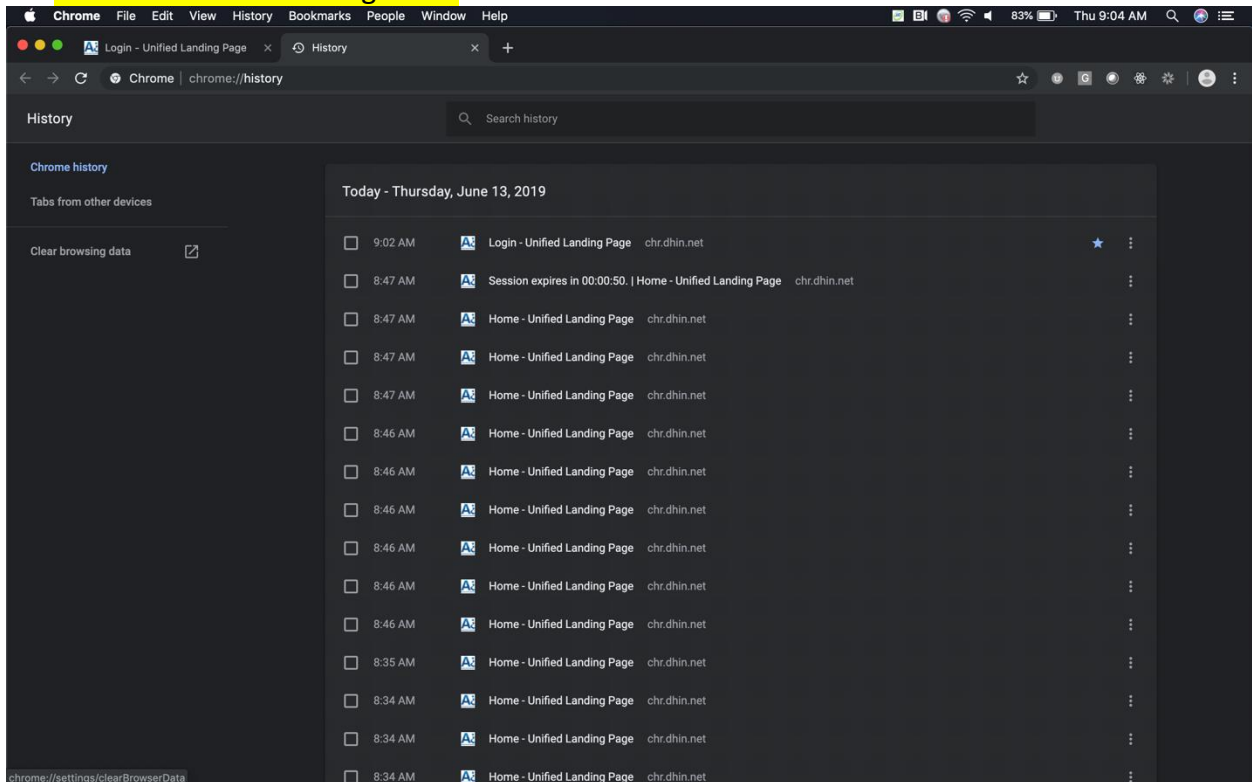 Chrome File Edit View History Bookmarks People Window Help 83% Thu 9:04 AM
Login - Unified Landing Page History
Chrome chrome://history
History Search history
Chrome history
Tabs from other devices
Clear browsing data
Today - Thursday, June 13, 2019
9:02 AM Login - Unified Landing Page chr.dhin.net
8:47 AM Session expires in 00:00:50. | Home - Unified Landing Page chr.dhin.net
8:47 AM Home - Unified Landing Page chr.dhin.net
8:47 AM Home - Unified Landing Page chr.dhin.net
8:47 AM Home - Unified Landing Page chr.dhin.net
8:46 AM Home - Unified Landing Page chr.dhin.net
8:46 AM Home - Unified Landing Page chr.dhin.net
8:46 AM Home - Unified Landing Page chr.dhin.net
8:46 AM Home - Unified Landing Page chr.dhin.net
8:46 AM Home - Unified Landing Page chr.dhin.net
8:46 AM Home - Unified Landing Page chr.dhin.net
8:35 AM Home - Unified Landing Page chr.dhin.net
8:34 AM Home - Unified Landing Page chr.dhin.net
8:34 AM Home - Unified Landing Page chr.dhin.net
8:34 AM Home - Unified Landing Page chr.dhin.net
chrome://settings/clearBrowserData